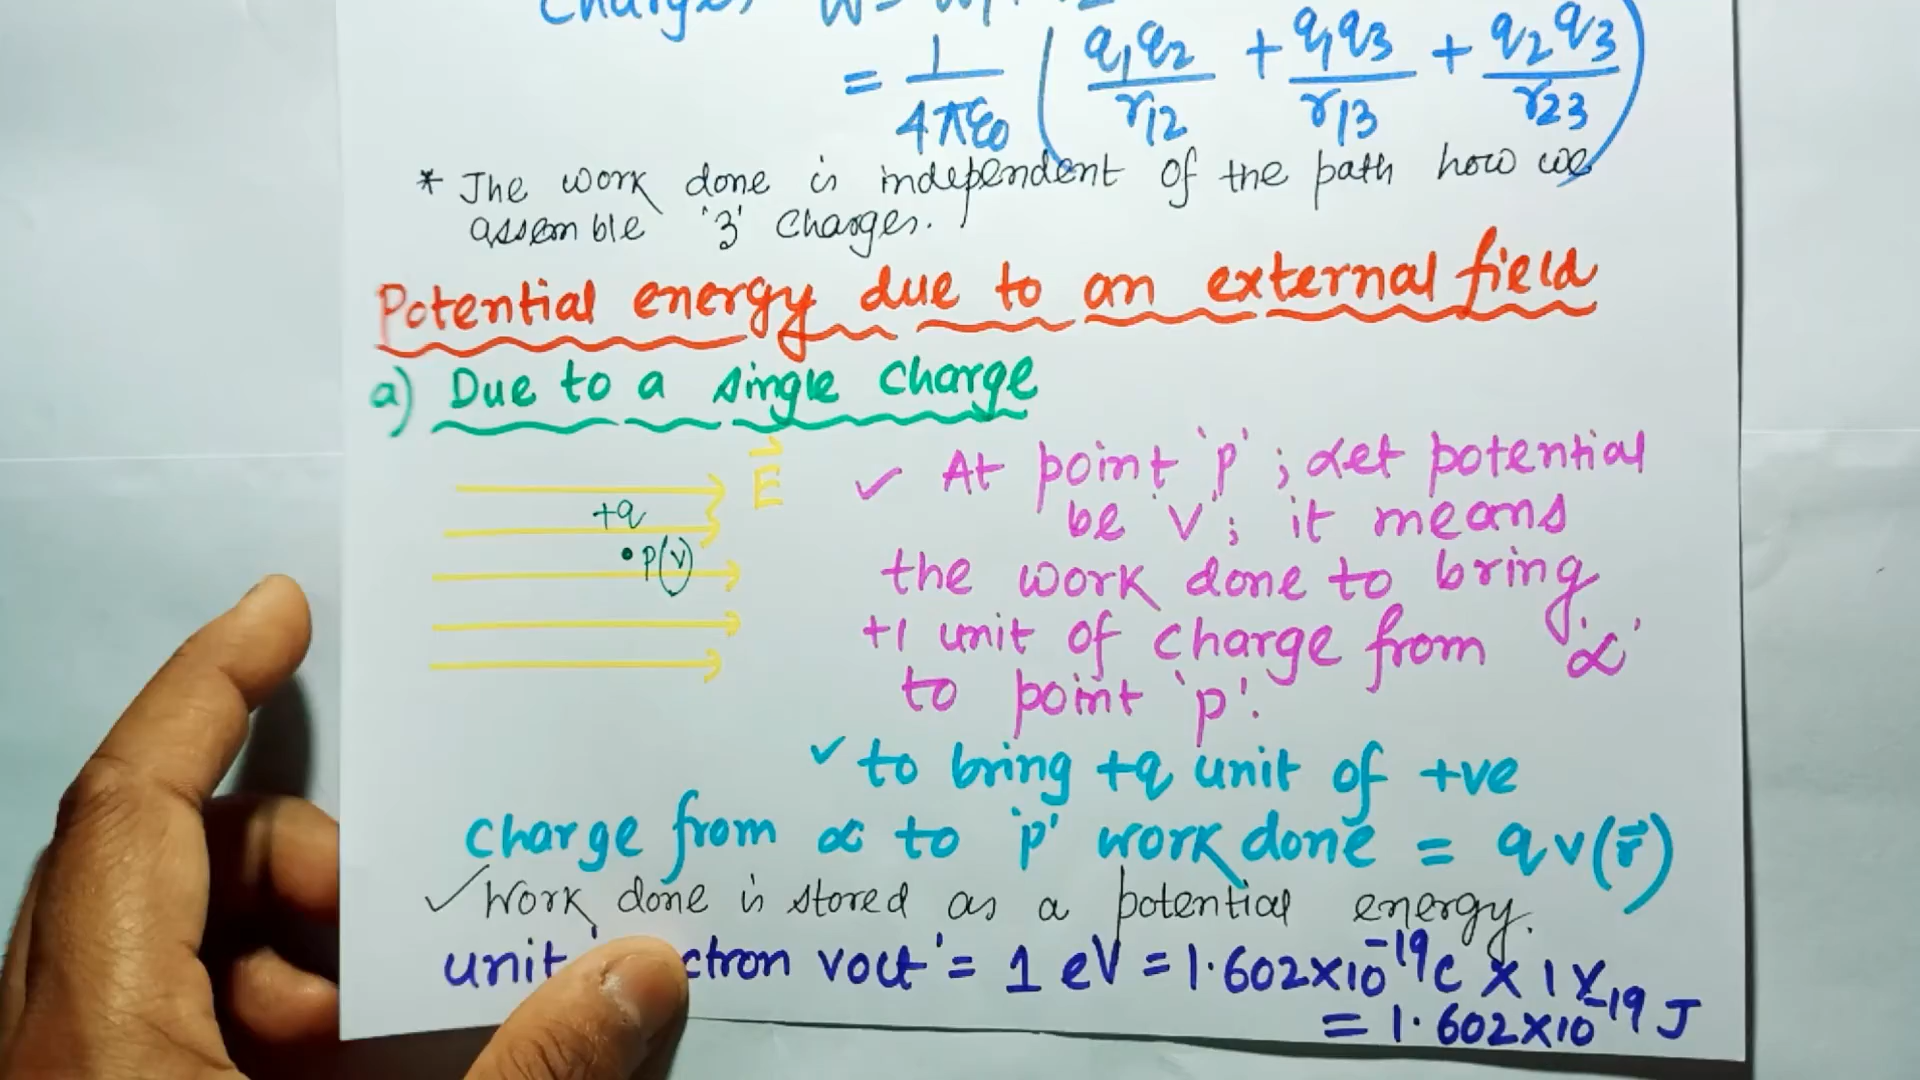 Charges W =
= 1/4πε0 ( q1q2/r12 + q1q3/r13 + q2q3/r23 )
* The work done is independent of the path how we
assemble '3' charges.
Potential energy due to an external field
a) Due to a single charge
E
+q
• P(V)
✓ At point 'p'; Let potential
be 'V'; it means
the work done to bring
+1 unit of charge from '∝'
to point 'p'.
✓ to bring +q unit of +ve
charge from ∝ to 'p' work done = qv(r⃗)
✓ Work done is stored as a potential energy.
unit ctron volt' = 1 eV = 1.602×10⁻¹⁹C × 1V
= 1.602×10⁻¹⁹ J